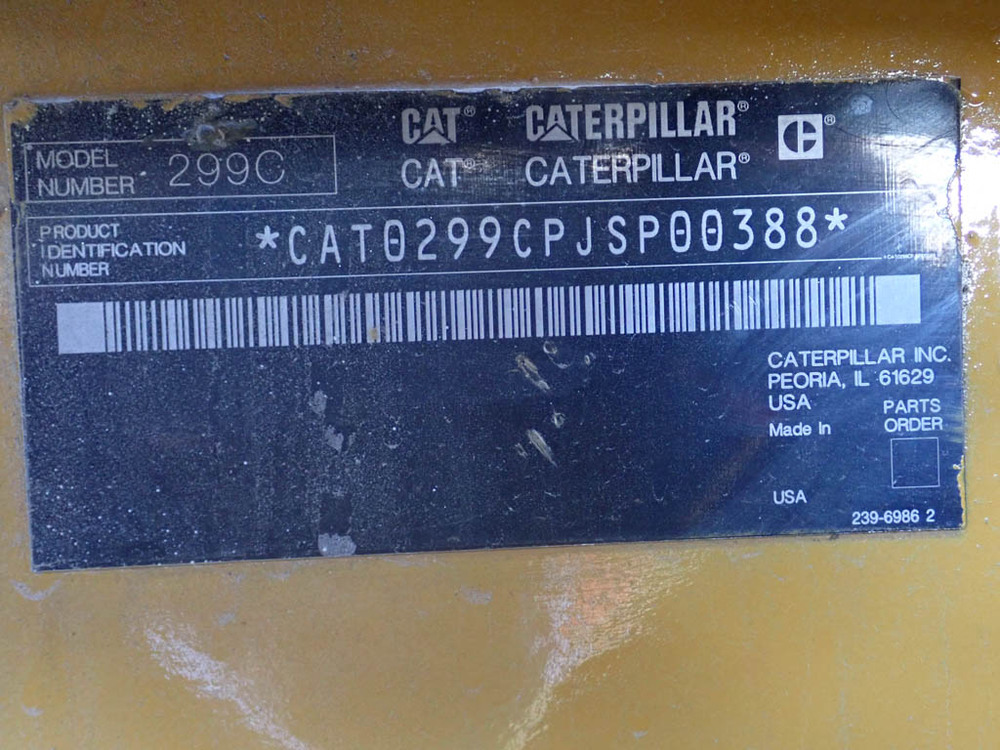 CAT® CATERPILLAR® ®
CAT® CATERPILLAR®
MODEL
NUMBER 299C
PRODUCT
IDENTIFICATION
NUMBER
*CAT0299CPJSP00388*
CATERPILLAR INC.
PEORIA, IL 61629
USA
PARTS
ORDER
Made In
USA
239-6986 2